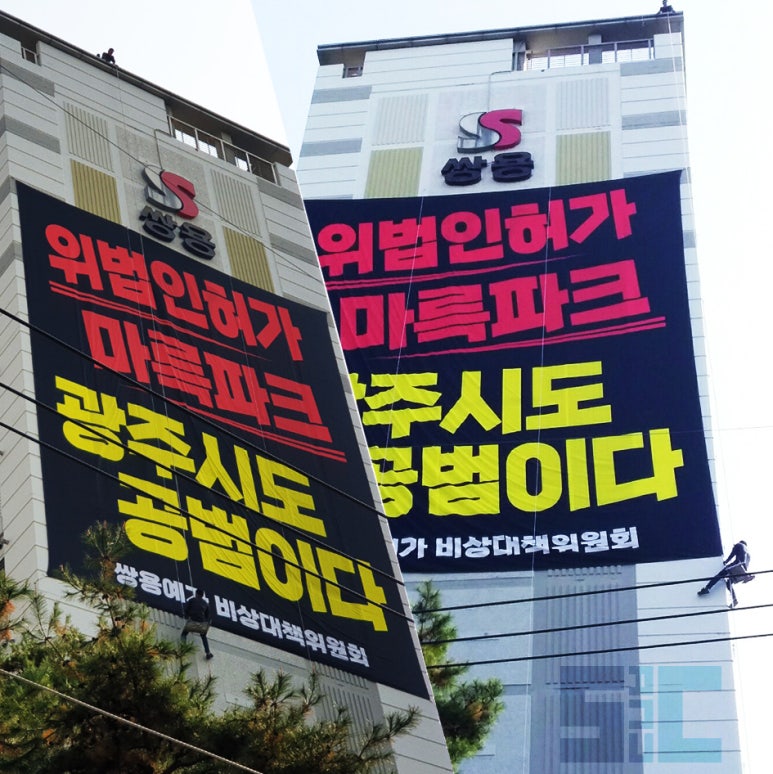 쌍용
위법인허가
마륵파크
광주시도
공범이다
쌍용예가 비상대책위원회
쌍용
위법인허가
마륵파크
주시도
공범이다
가 비상대책위원회